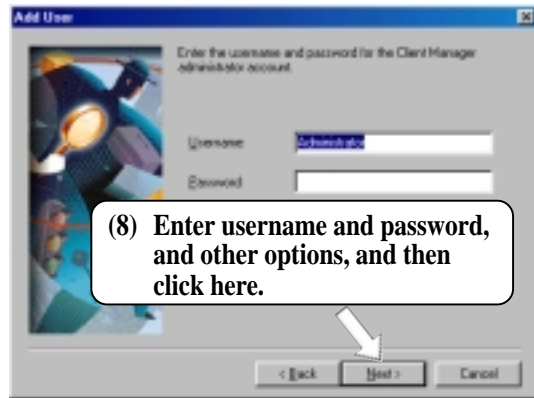 Add User
Enter the username and password for the Client Manager
administrator account.
Username:
Administrator
Password:
(8) Enter username and password,
and other options, and then
click here.
< Back
Next >
Cancel